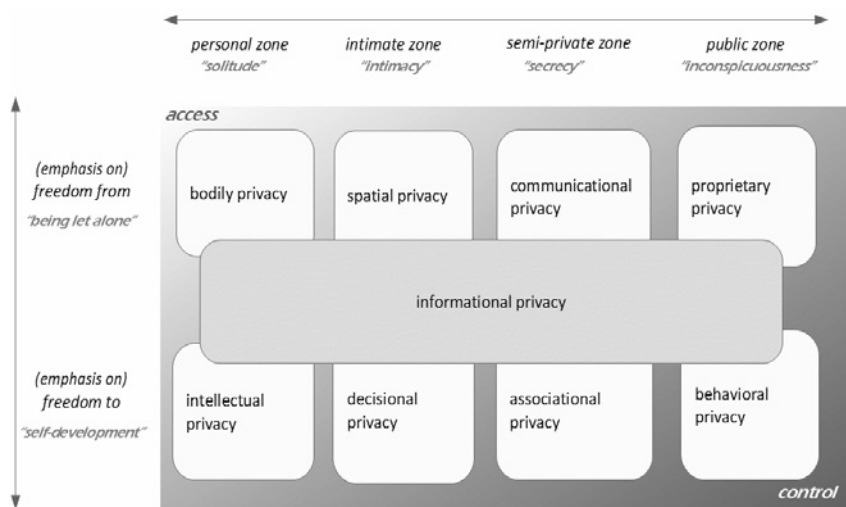 personal zone intimate zone semi-private zone public zone
"solitude" "intimacy" "secrecy" "inconspicuousness"
access
(emphasis on)
freedom from
"being let alone"
bodily privacy
spatial privacy
communicational
privacy
proprietary
privacy
informational privacy
(emphasis on)
freedom to
"self-development"
intellectual
privacy
decisional
privacy
associational
privacy
behavioral
privacy
control